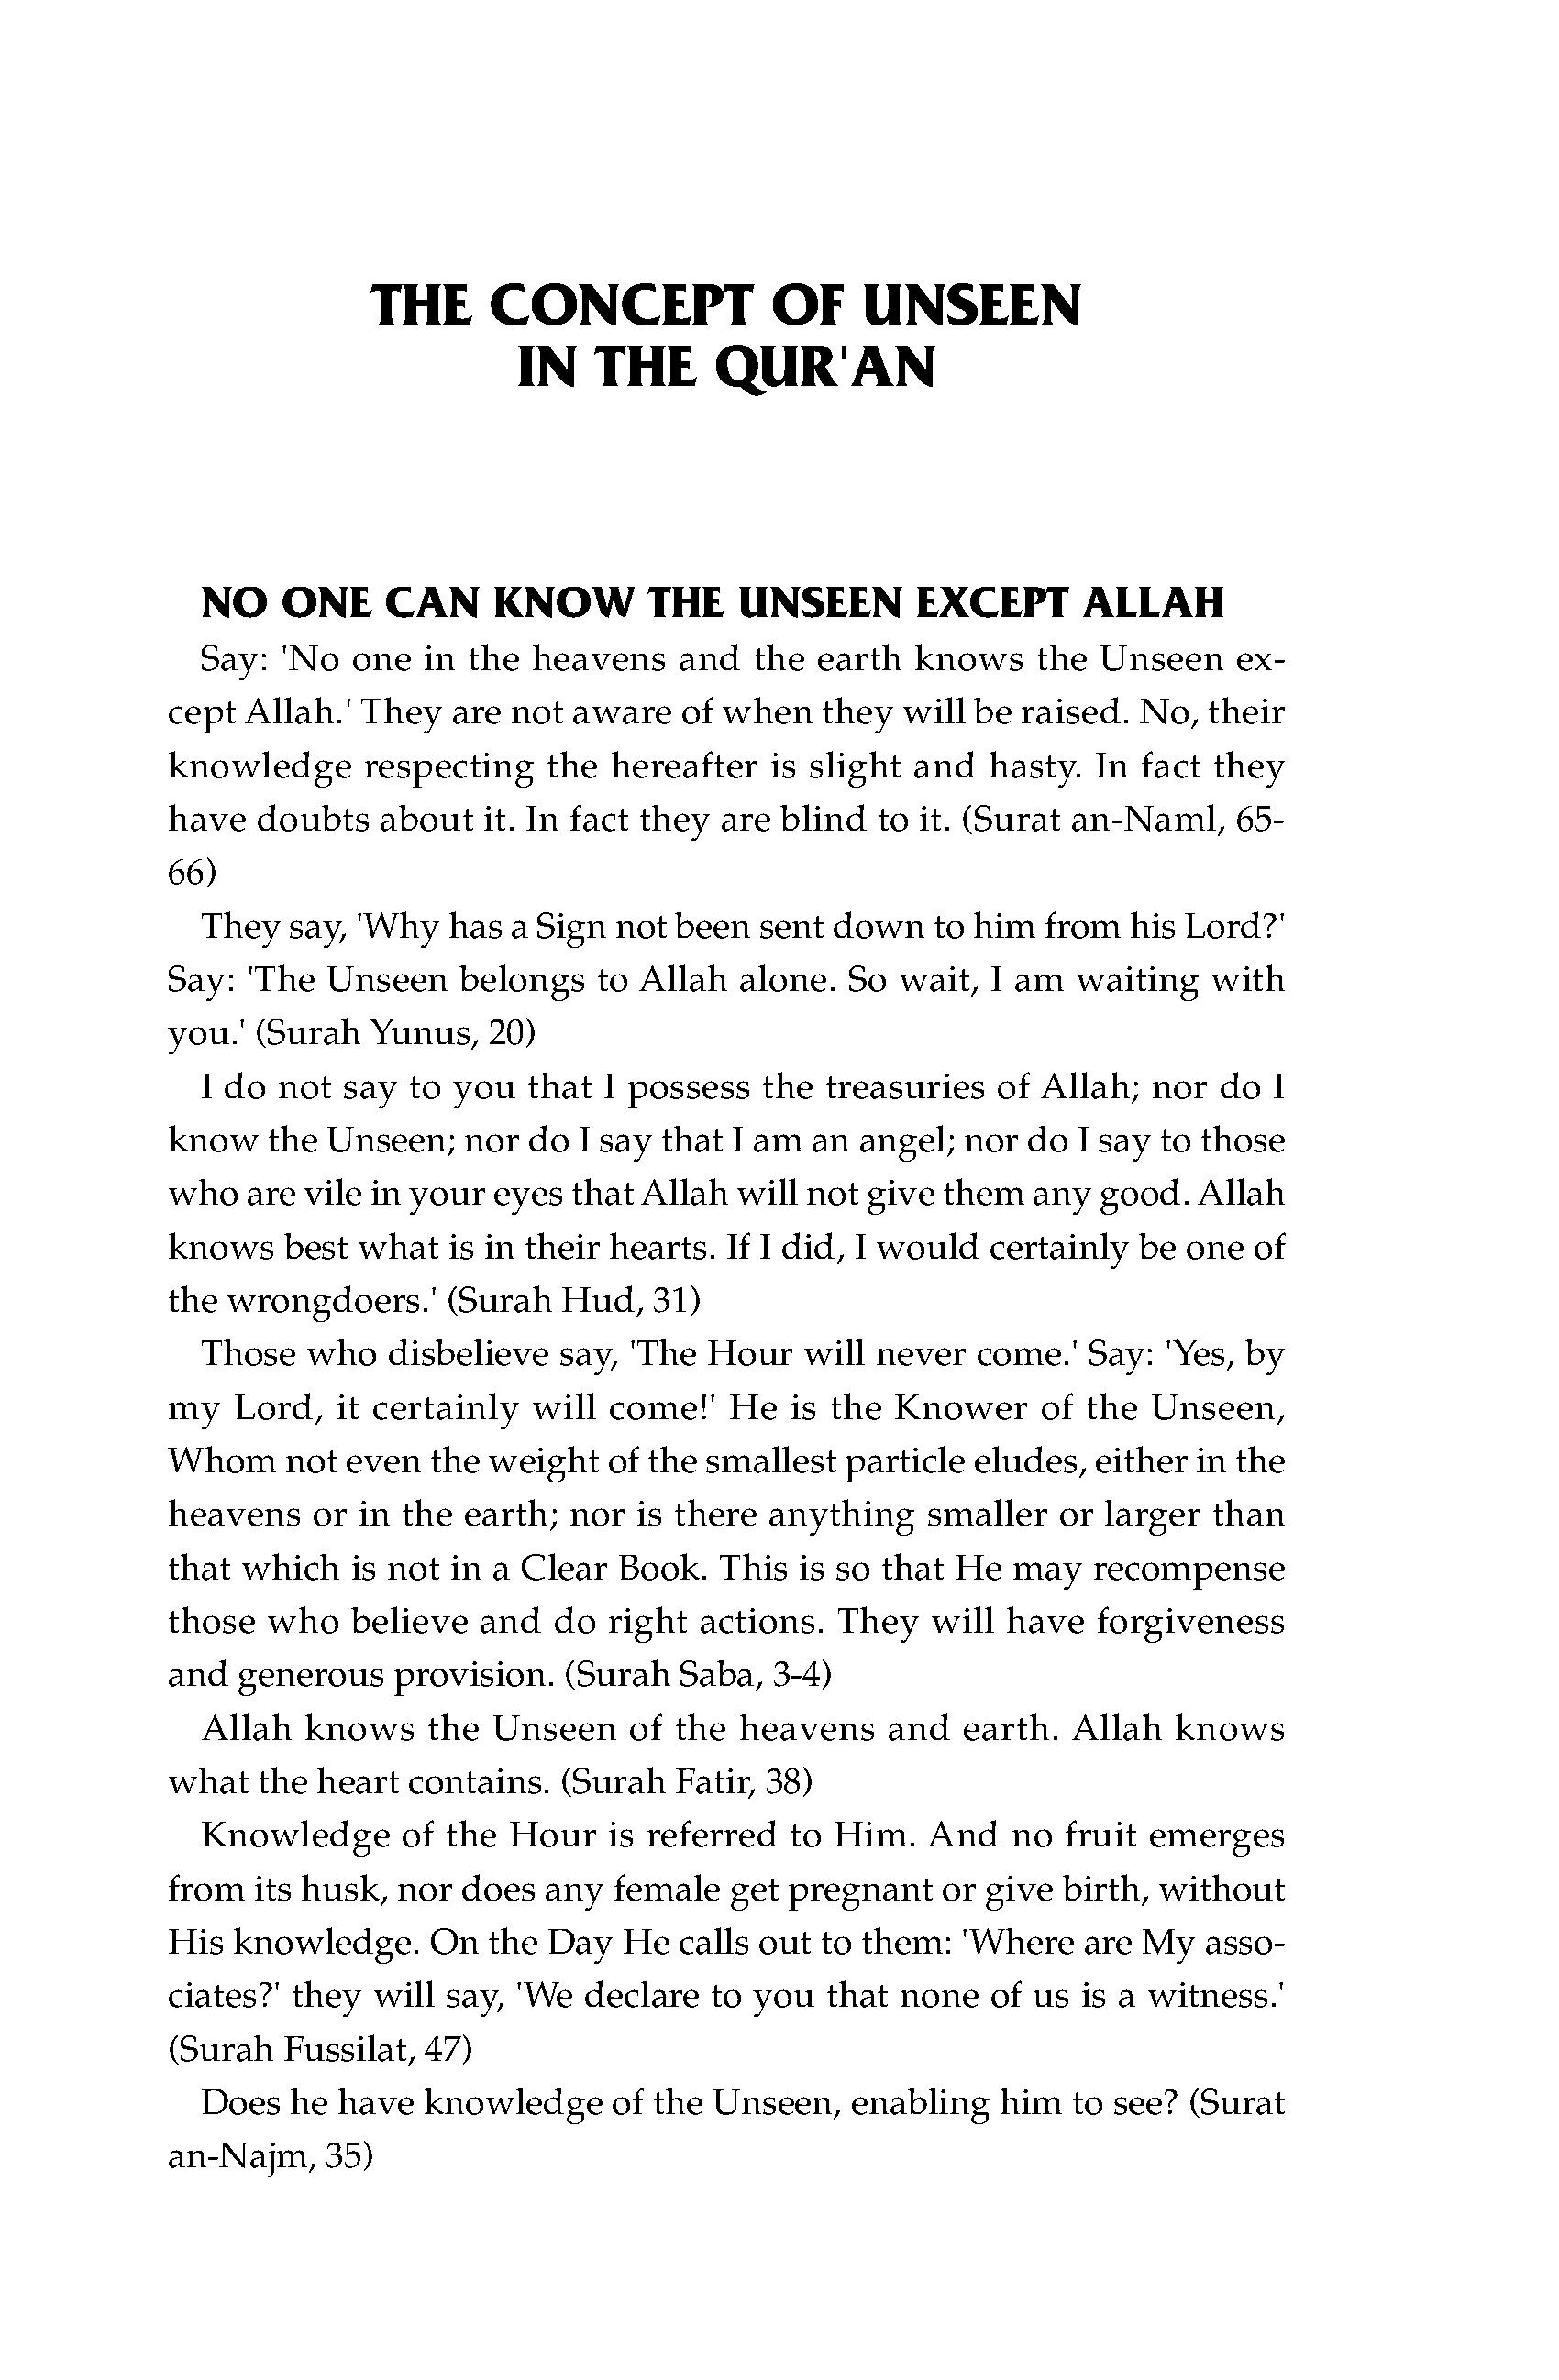 THE CONCEPT OF UNSEEN
IN THE QUR'AN
NO ONE CAN KNOW THE UNSEEN EXCEPT ALLAH
Say: 'No one in the heavens and the earth knows the Unseen ex-
cept Allah.' They are not aware of when they will be raised. No, their
knowledge respecting the hereafter is slight and hasty. In fact they
have doubts about it. In fact they are blind to it. (Surat an-Naml, 65-
66)
They say, 'Why has a Sign not been sent down to him from his Lord?'
Say: 'The Unseen belongs to Allah alone. So wait, I am waiting with
you.' (Surah Yunus, 20)
I do not say to you that I possess the treasuries of Allah; nor do I
know the Unseen; nor do I say that I am an angel; nor do I say to those
who are vile in your eyes that Allah will not give them any good. Allah
knows best what is in their hearts. If I did, I would certainly be one of
the wrongdoers.' (Surah Hud, 31)
Those who disbelieve say, 'The Hour will never come.' Say: 'Yes, by
my Lord, it certainly will come!' He is the Knower of the Unseen,
Whom not even the weight of the smallest particle eludes, either in the
heavens or in the earth; nor is there anything smaller or larger than
that which is not in a Clear Book. This is so that He may recompense
those who believe and do right actions. They will have forgiveness
and generous provision. (Surah Saba, 3-4)
Allah knows the Unseen of the heavens and earth. Allah knows
what the heart contains. (Surah Fatir, 38)
Knowledge of the Hour is referred to Him. And no fruit emerges
from its husk, nor does any female get pregnant or give birth, without
His knowledge. On the Day He calls out to them: 'Where are My asso-
ciates?' they will say, 'We declare to you that none of us is a witness.'
(Surah Fussilat, 47)
Does he have knowledge of the Unseen, enabling him to see? (Surat
an-Najm, 35)